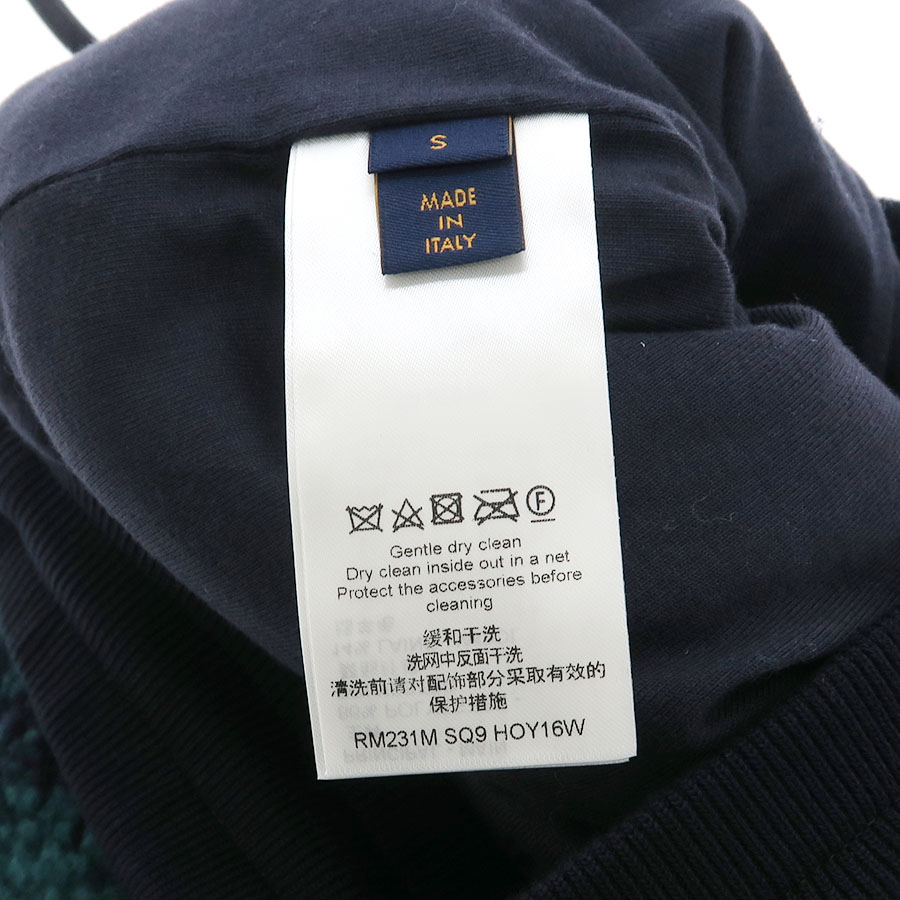 S
MADE
IN
ITALY
F
Gentle dry clean
Dry clean inside out in a net
Protect the accessories before
cleaning
缓和干洗
洗网中反面干洗
清洗前请对配饰部分采取有效的
保护措施
RM231M SQ9 HOY16W